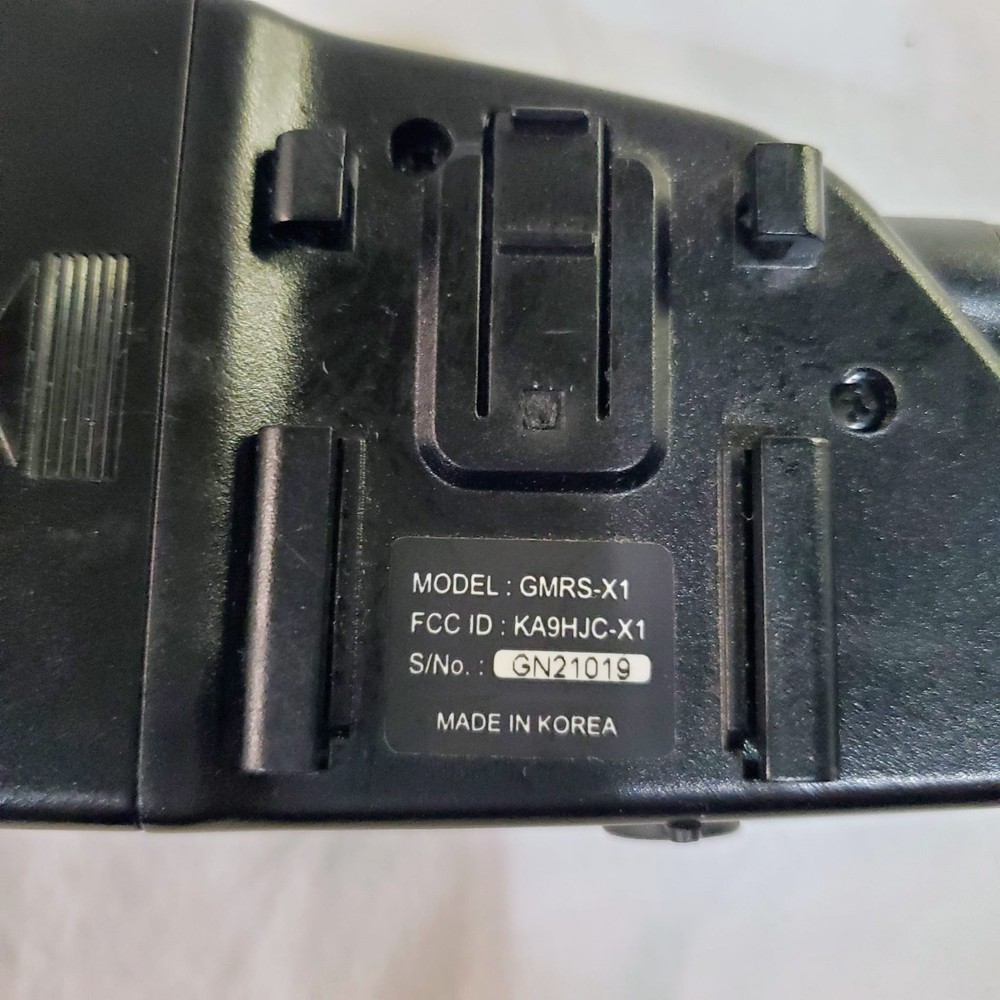 MODEL : GMRS-X1
FCC ID : KA9HJC-X1
S/No. : GN21019
MADE IN KOREA